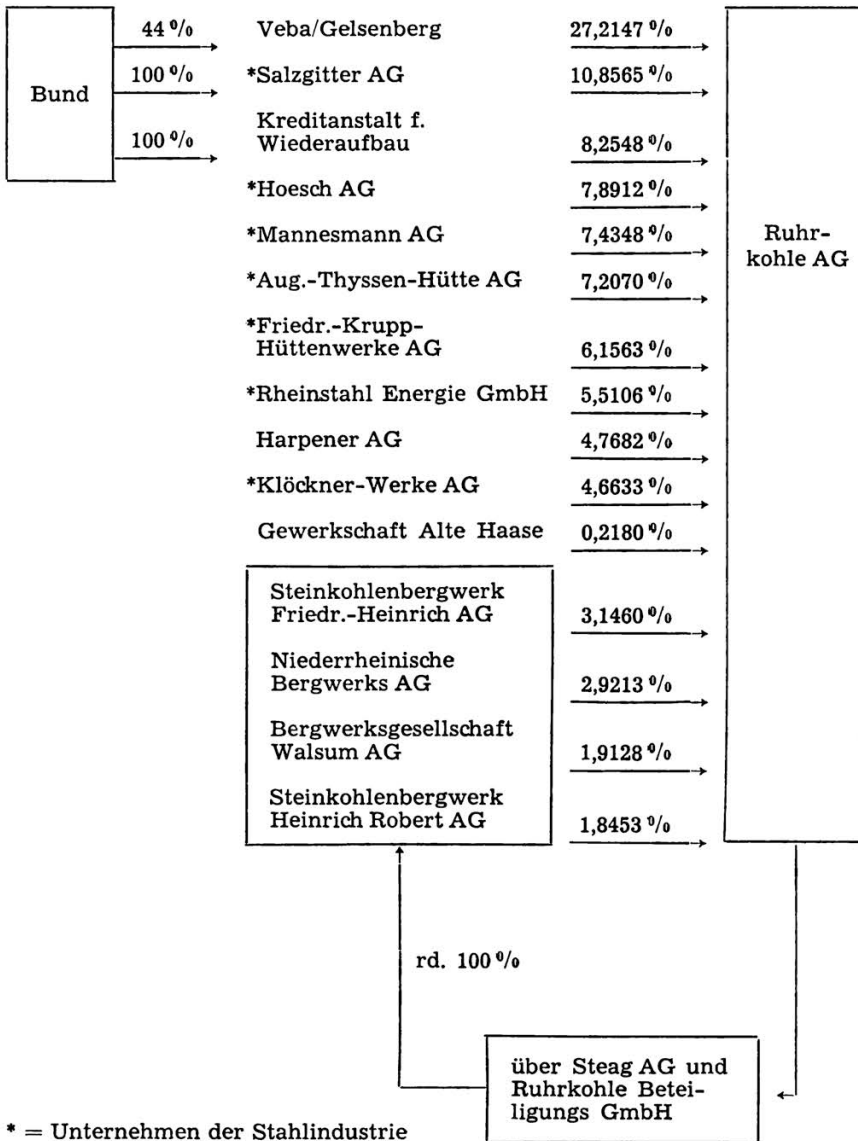 44 % Veba/Gelsenberg 27,2147 %
100 % *Salzgitter AG 10,8565 %
Bund
Kreditanstalt f.
100 % Wiederaufbau 8,2548 %
*Hoesch AG 7,8912 %
*Mannesmann AG 7,4348 %
Ruhr-
kohle AG
*Aug.-Thyssen-Hütte AG 7,2070 %
*Friedr.-Krupp-
Hüttenwerke AG 6,1563 %
*Rheinstahl Energie GmbH 5,5106 %
Harpener AG 4,7682 %
*Klöckner-Werke AG 4,6633 %
Gewerkschaft Alte Haase 0,2180 %
Steinkohlenbergwerk
Friedr.-Heinrich AG 3,1460 %
Niederrheinische
Bergwerks AG 2,9213 %
Bergwerksgesellschaft
Walsum AG 1,9128 %
Steinkohlenbergwerk
Heinrich Robert AG 1,8453 %
rd. 100 %
über Steag AG und
Ruhrkohle Betei-
ligungs GmbH
* = Unternehmen der Stahlindustrie